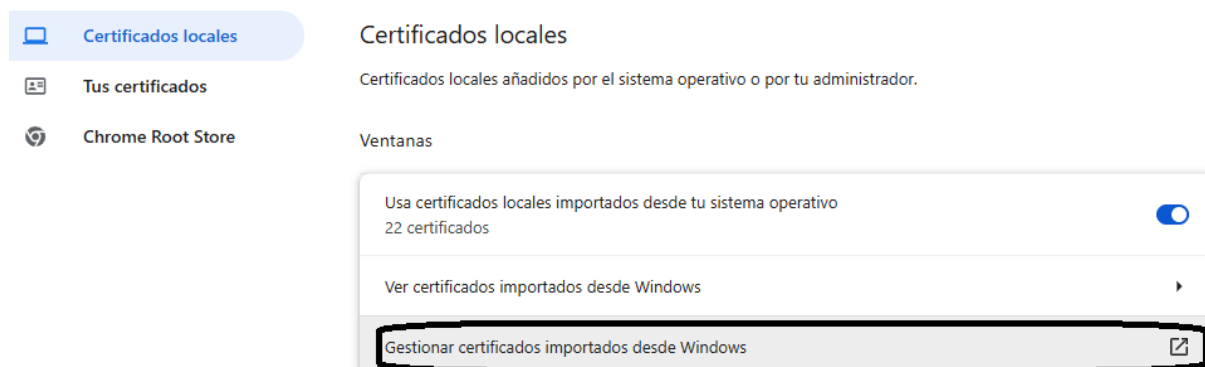 Certificados locales
Tus certificados
Chrome Root Store
Certificados locales
Certificados locales añadidos por el sistema operativo o por tu administrador.
Ventanas
Usa certificados locales importados desde tu sistema operativo
22 certificados
Ver certificados importados desde Windows
Gestionar certificados importados desde Windows